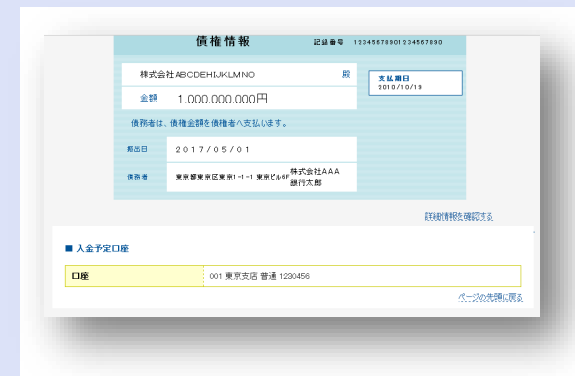 債権情報
記録番号 12345678901234567890
株式会社ABCDEHIJKLMNO 殿
金額 1.000.000.000円
支払期日
2010/10/19
債務者は、債権金額を債権者へ支払います。
振出日 2017/05/01
債務者 東京都東京区東京1-1-1 東京ビル6F 株式会社AAA
銀行太郎
詳細情報を確認する
■ 入金予定口座
口座 001 東京支店 普通 1230456
ページの先頭に戻る